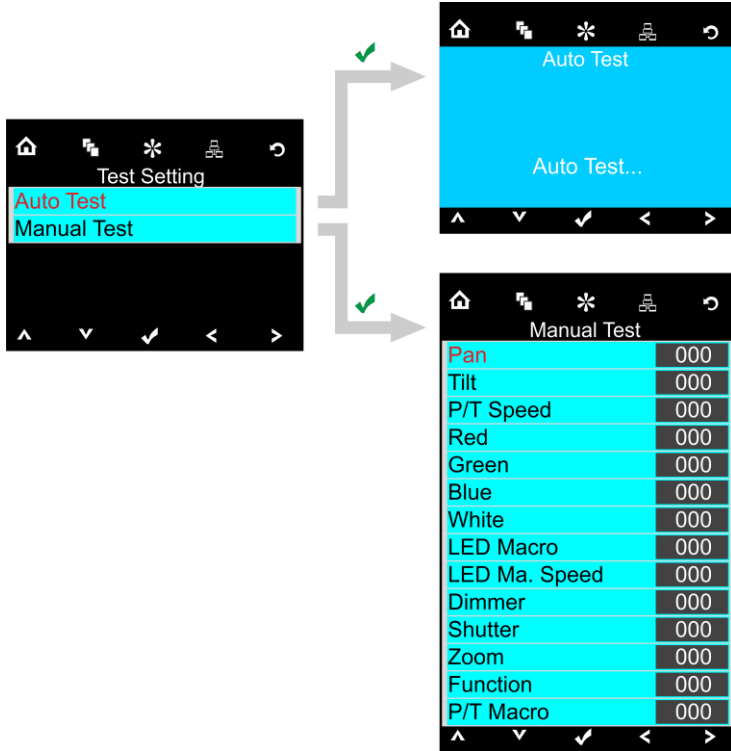 Test Setting
Auto Test
Manual Test
Auto Test
Auto Test...
Manual Test
Pan 000
Tilt 000
P/T Speed 000
Red 000
Green 000
Blue 000
White 000
LED Macro 000
LED Ma. Speed 000
Dimmer 000
Shutter 000
Zoom 000
Function 000
P/T Macro 000